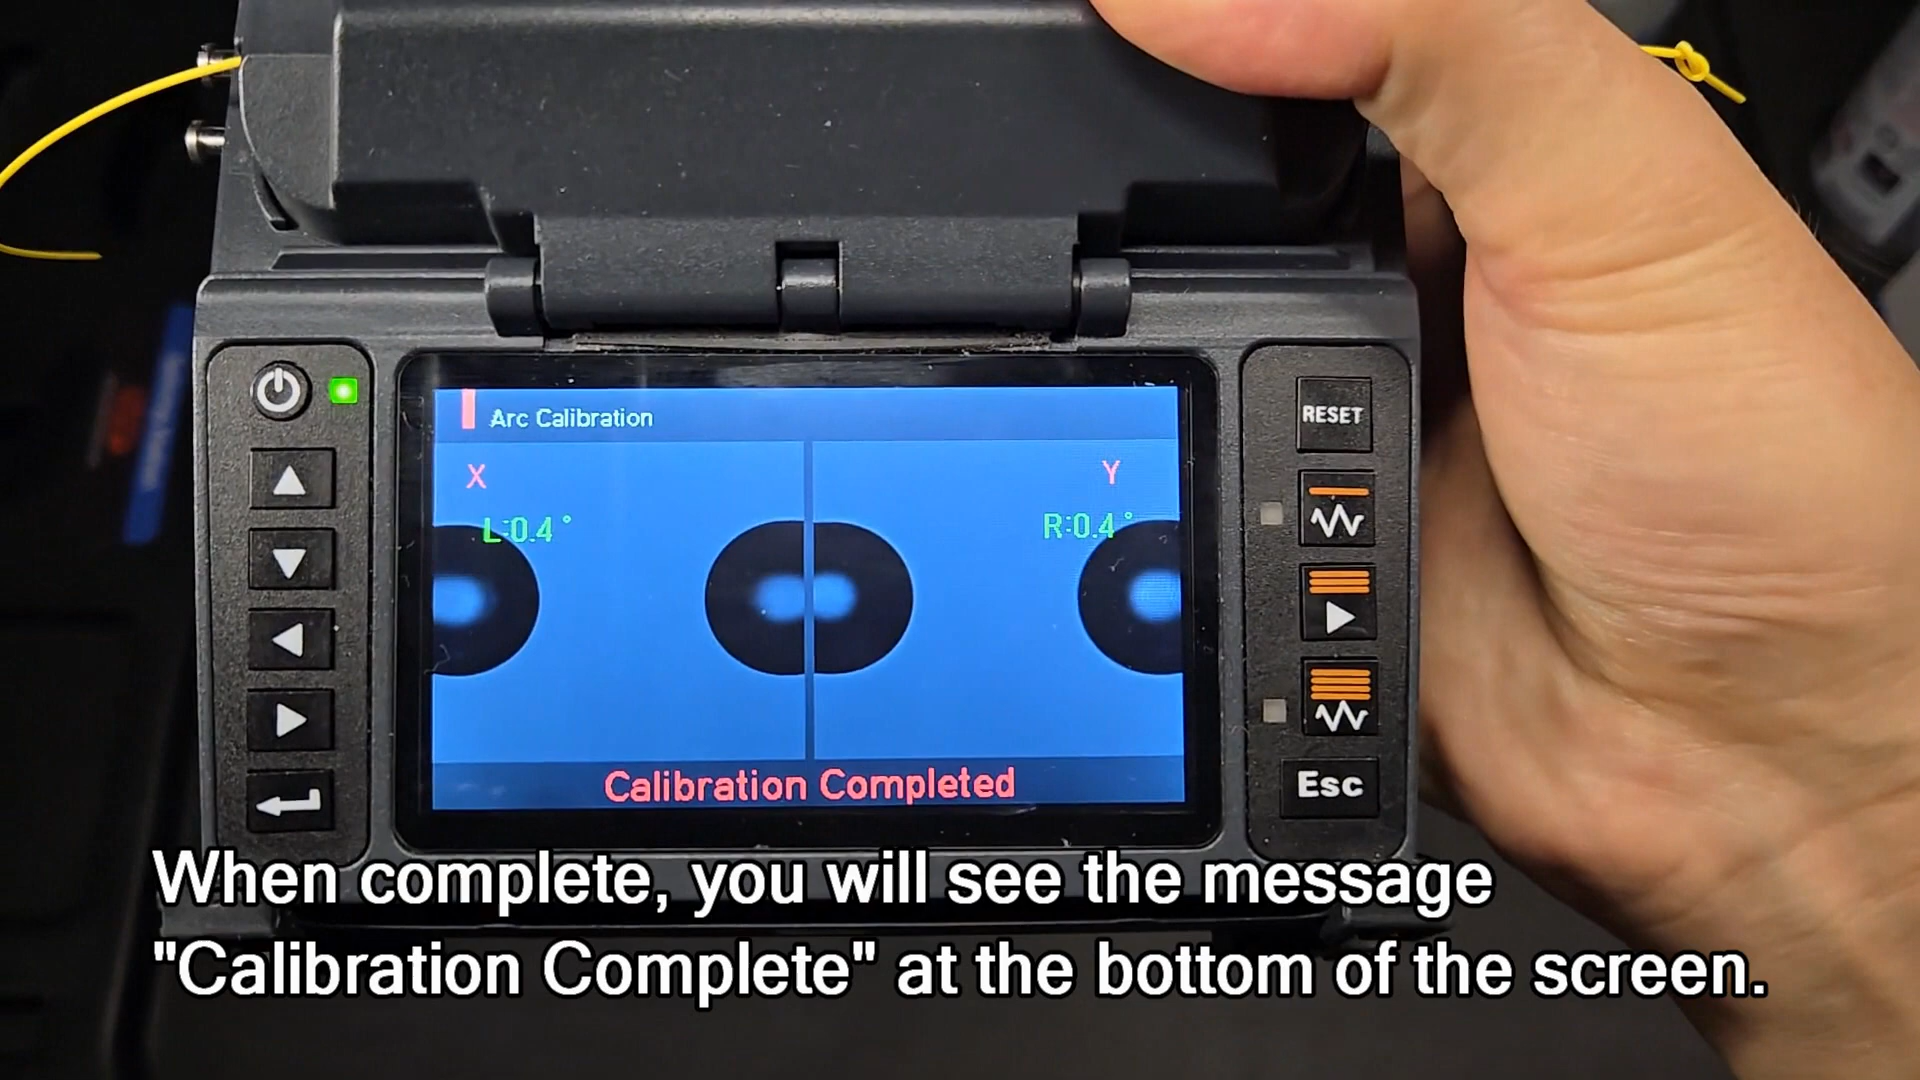 RESET
Arc Calibration
X
Y
L:0.4°
R:0.4°
Calibration Completed
Esc
When complete, you will see the message
"Calibration Complete" at the bottom of the screen.